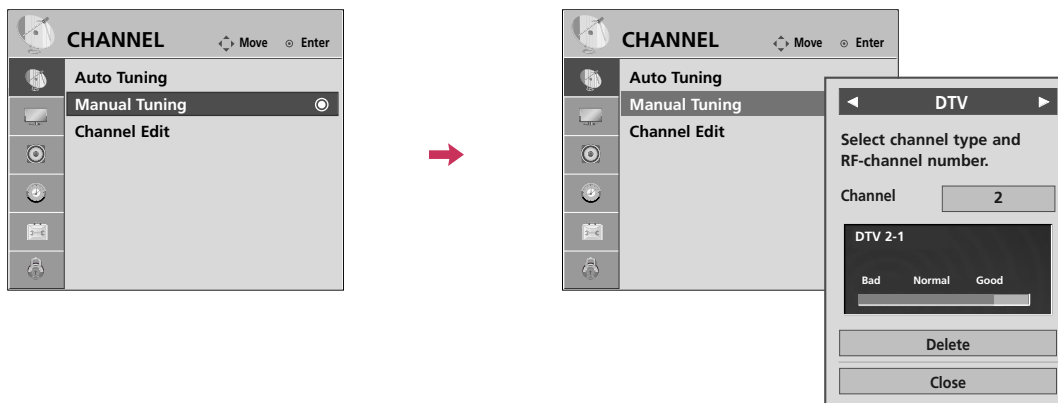 CHANNEL Move Enter
Auto Tuning
Manual Tuning
Channel Edit
CHANNEL Move Enter
Auto Tuning
Manual Tuning
Channel Edit
DTV
Select channel type and
RF-channel number.
Channel 2
DTV 2-1
Bad Normal Good
Delete
Close